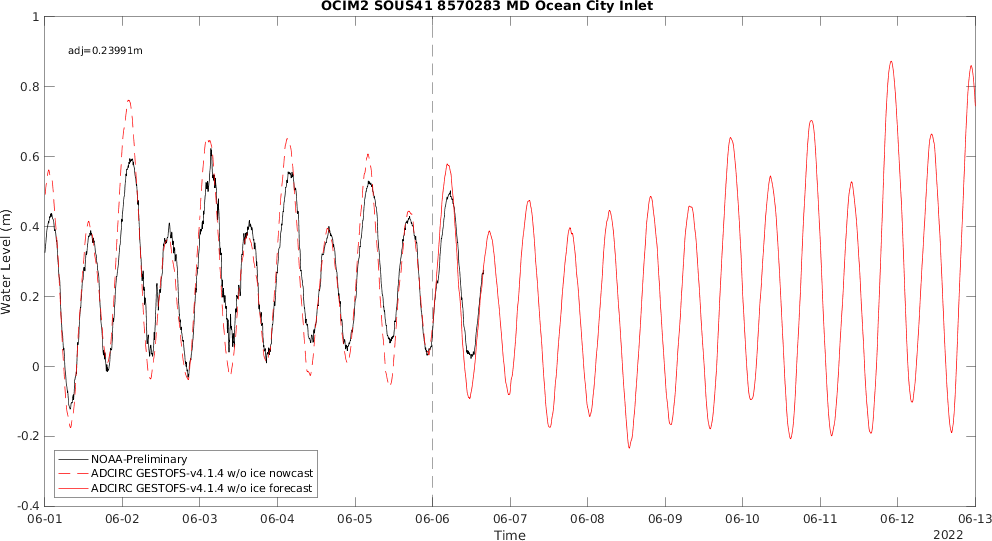 OCIM2 SOUS41 8570283 MD Ocean City Inlet
adj=0.23991m
Water Level (m)
1
0.8
0.6
0.4
0.2
0
-0.2
-0.4
NOAA-Preliminary
ADCIRC GESTOFS-v4.1.4 w/o ice nowcast
ADCIRC GESTOFS-v4.1.4 w/o ice forecast
06-01 06-02 06-03 06-04 06-05 06-06 06-07 06-08 06-09 06-10 06-11 06-12 06-13
Time
2022